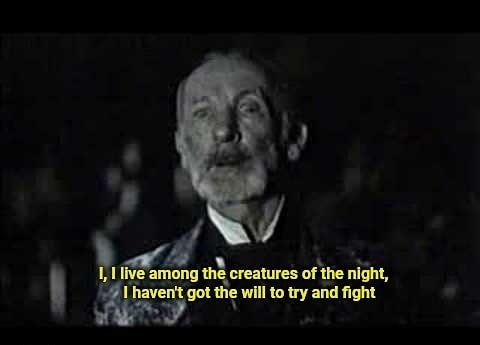 I, I live among the creatures of the night,
I haven't got the will to try and fight